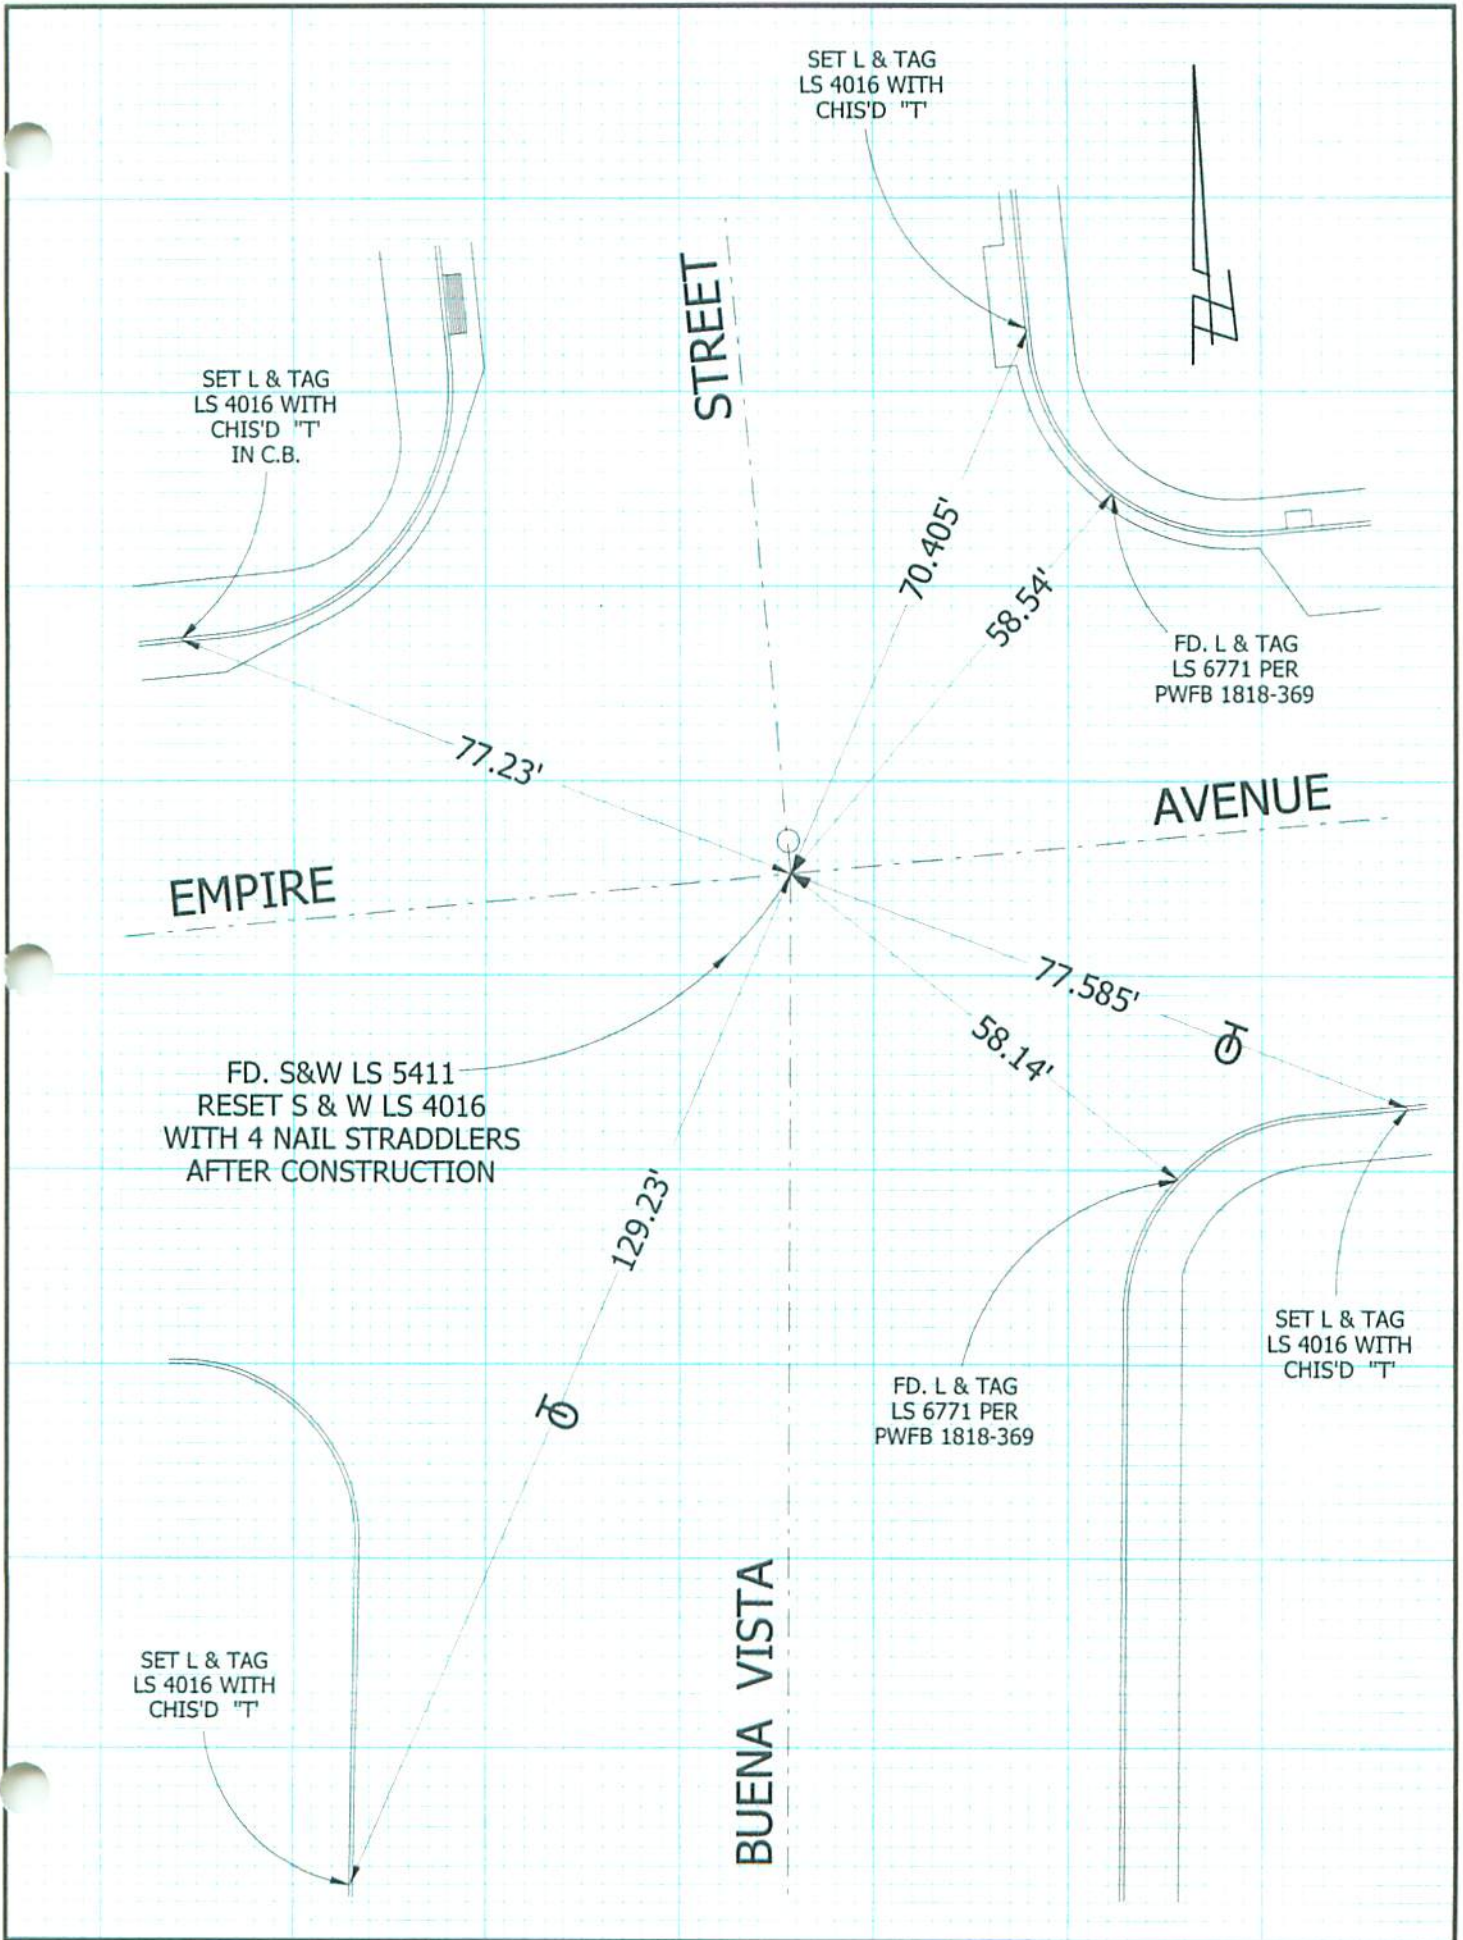 SET L & TAG
LS 4016 WITH
CHIS'D "T'
STREET
SET L & TAG
LS 4016 WITH
CHIS'D "T'
IN C.B.
70.405'
58.54'
FD. L & TAG
LS 6771 PER
PWFB 1818-369
77.23'
AVENUE
EMPIRE
77.585'
58.14'
FD. S&W LS 5411
RESET S & W LS 4016
WITH 4 NAIL STRADDLERS
AFTER CONSTRUCTION
129.23'
SET L & TAG
LS 4016 WITH
CHIS'D "T'
FD. L & TAG
LS 6771 PER
PWFB 1818-369
BUENA VISTA
SET L & TAG
LS 4016 WITH
CHIS'D "T'